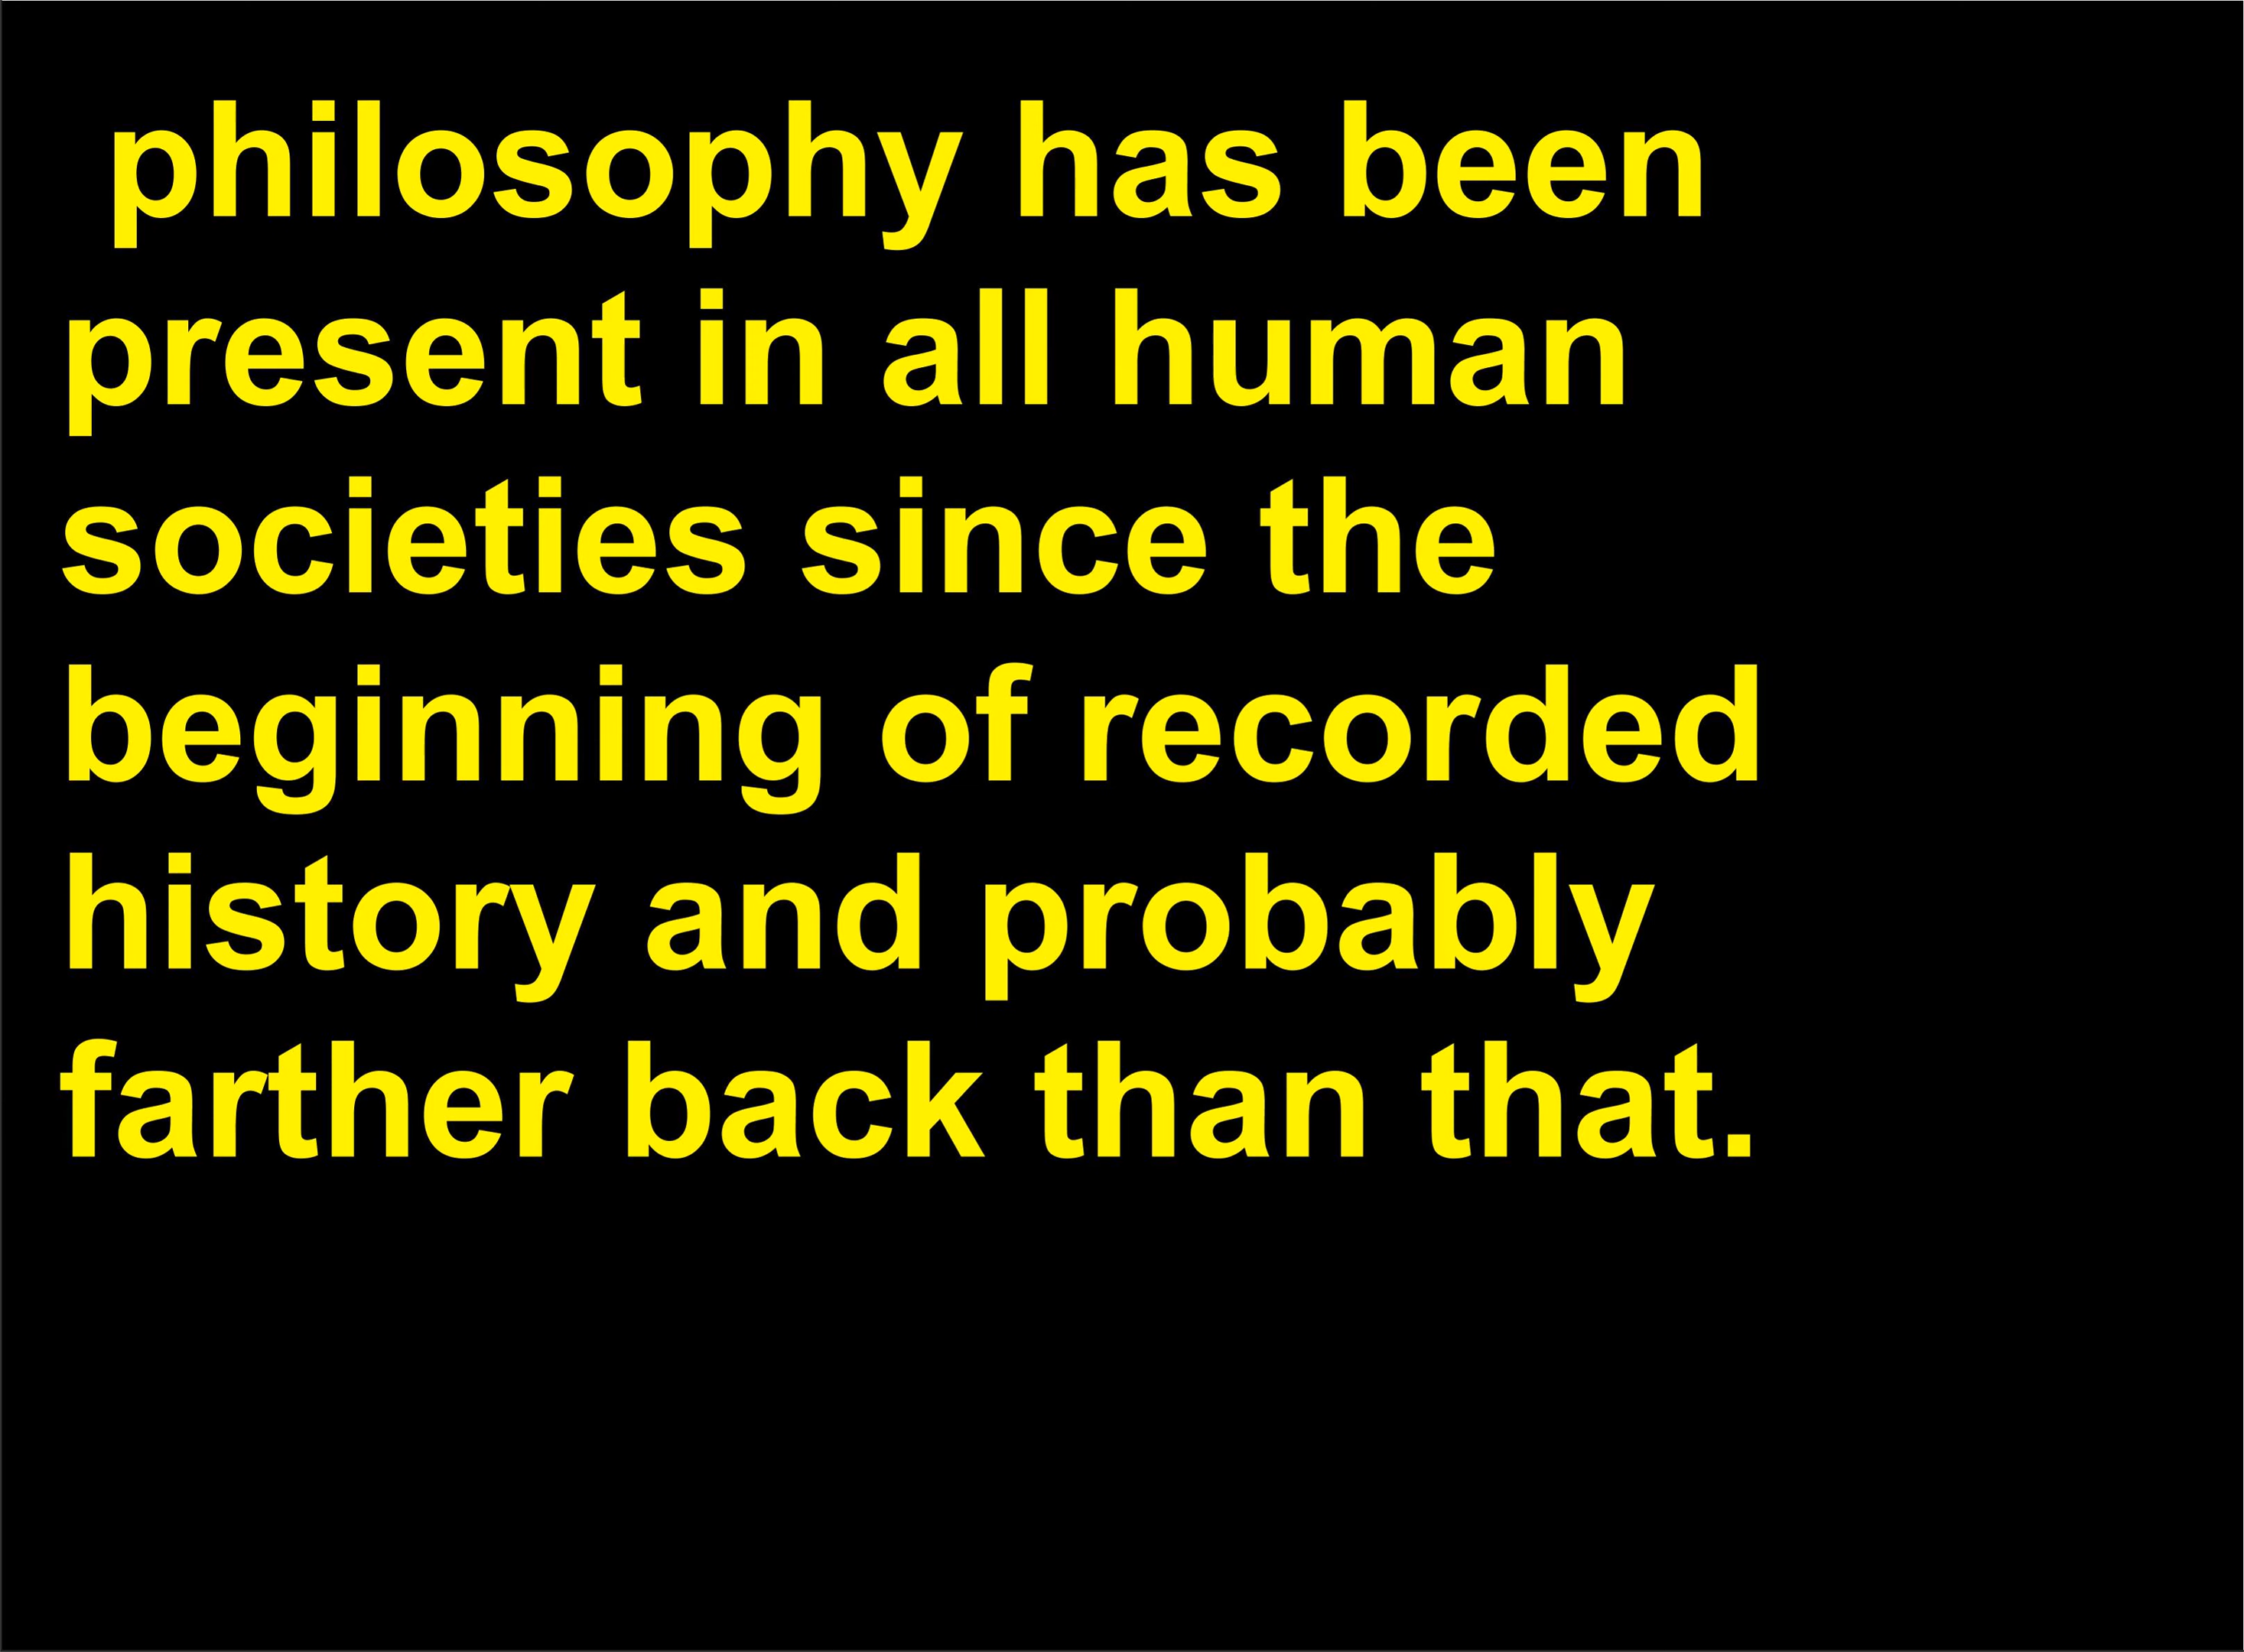 philosophy has been
present in all human
societies since the
beginning of recorded
history and probably
farther back than that.